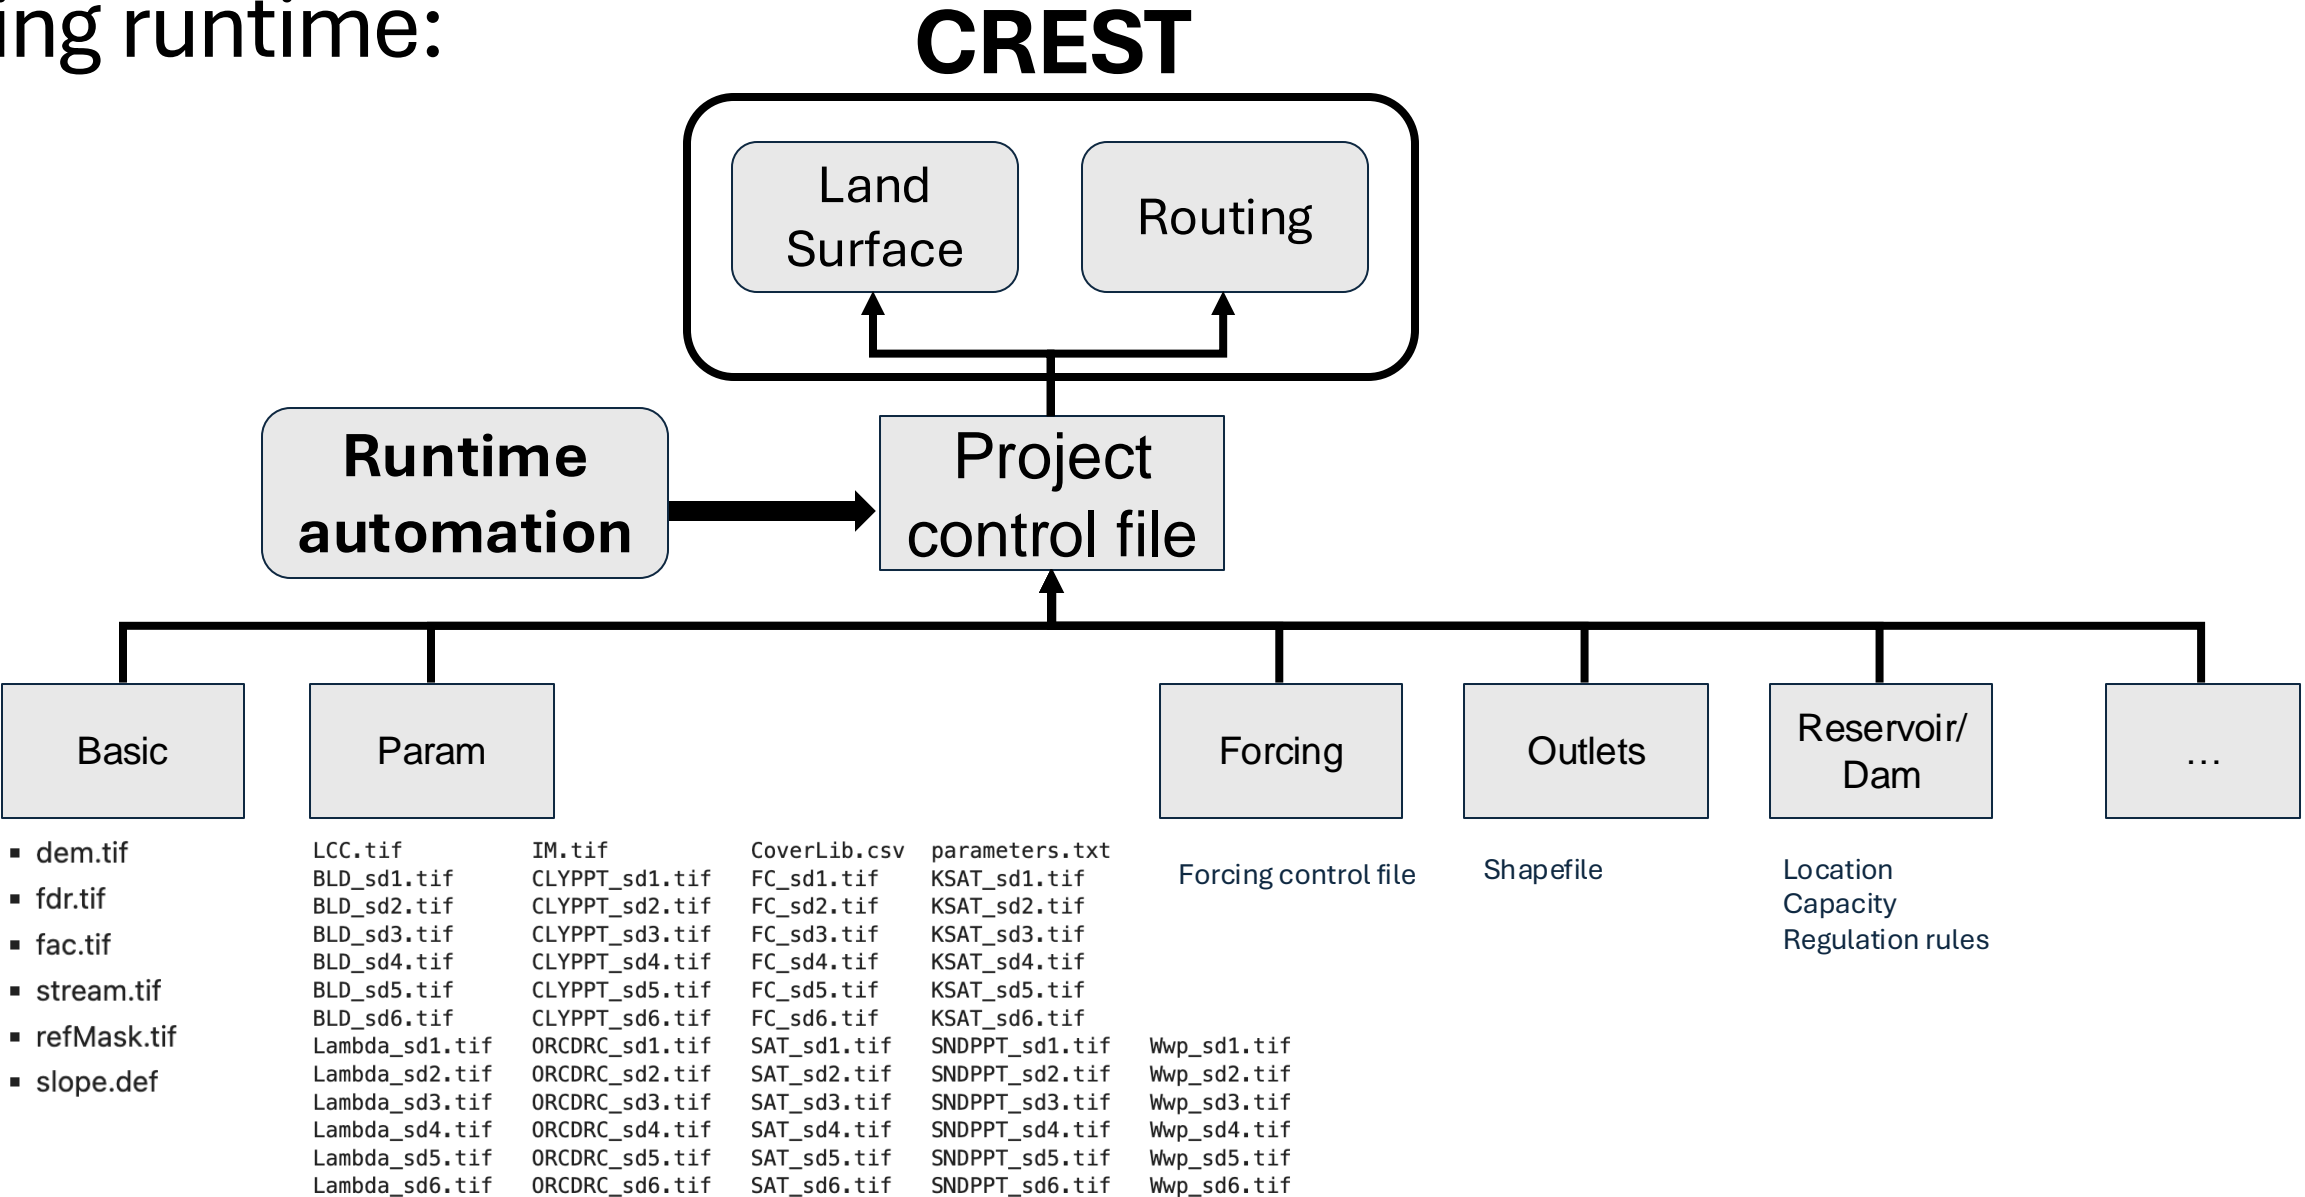 ing runtime:
CREST
Land
Surface
Routing
Runtime
automation
Project
control file
Basic
Param
Forcing
Outlets
Reservoir/
Dam
...
▪ dem.tif
▪ fdr.tif
▪ fac.tif
▪ stream.tif
▪ refMask.tif
▪ slope.def
LCC.tif IM.tif CoverLib.csv parameters.txt
BLD_sd1.tif CLYPPT_sd1.tif FC_sd1.tif KSAT_sd1.tif
BLD_sd2.tif CLYPPT_sd2.tif FC_sd2.tif KSAT_sd2.tif
BLD_sd3.tif CLYPPT_sd3.tif FC_sd3.tif KSAT_sd3.tif
BLD_sd4.tif CLYPPT_sd4.tif FC_sd4.tif KSAT_sd4.tif
BLD_sd5.tif CLYPPT_sd5.tif FC_sd5.tif KSAT_sd5.tif
BLD_sd6.tif CLYPPT_sd6.tif FC_sd6.tif KSAT_sd6.tif
Lambda_sd1.tif ORCDRC_sd1.tif SAT_sd1.tif SNDPPT_sd1.tif Wwp_sd1.tif
Lambda_sd2.tif ORCDRC_sd2.tif SAT_sd2.tif SNDPPT_sd2.tif Wwp_sd2.tif
Lambda_sd3.tif ORCDRC_sd3.tif SAT_sd3.tif SNDPPT_sd3.tif Wwp_sd3.tif
Lambda_sd4.tif ORCDRC_sd4.tif SAT_sd4.tif SNDPPT_sd4.tif Wwp_sd4.tif
Lambda_sd5.tif ORCDRC_sd5.tif SAT_sd5.tif SNDPPT_sd5.tif Wwp_sd5.tif
Lambda_sd6.tif ORCDRC_sd6.tif SAT_sd6.tif SNDPPT_sd6.tif Wwp_sd6.tif
Forcing control file
Shapefile
Location
Capacity
Regulation rules